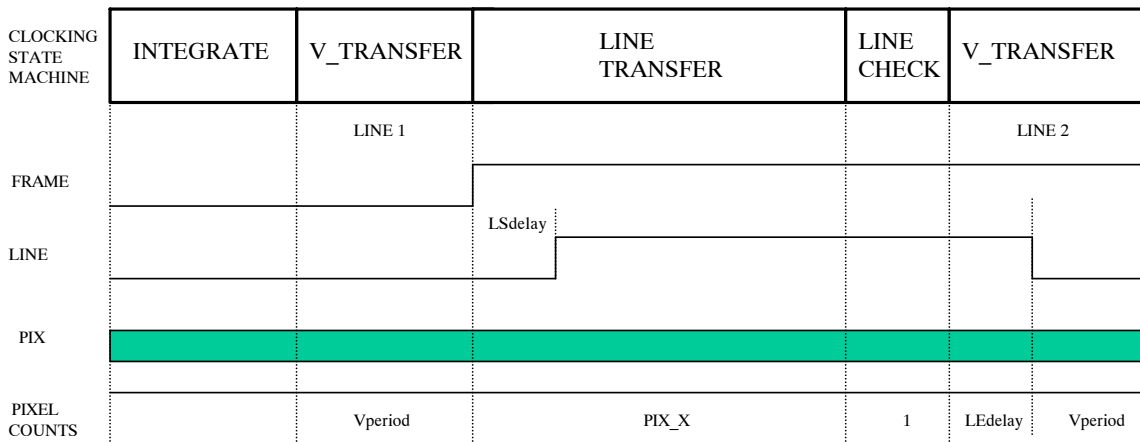 CLOCKING
STATE
MACHINE
INTEGRATE
V_TRANSFER
LINE
TRANSFER
LINE
CHECK
V_TRANSFER
LINE 1
LINE 2
FRAME
LSdelay
LINE
PIX
PIXEL
COUNTS
Vperiod
PIX_X
1
LEdelay
Vperiod